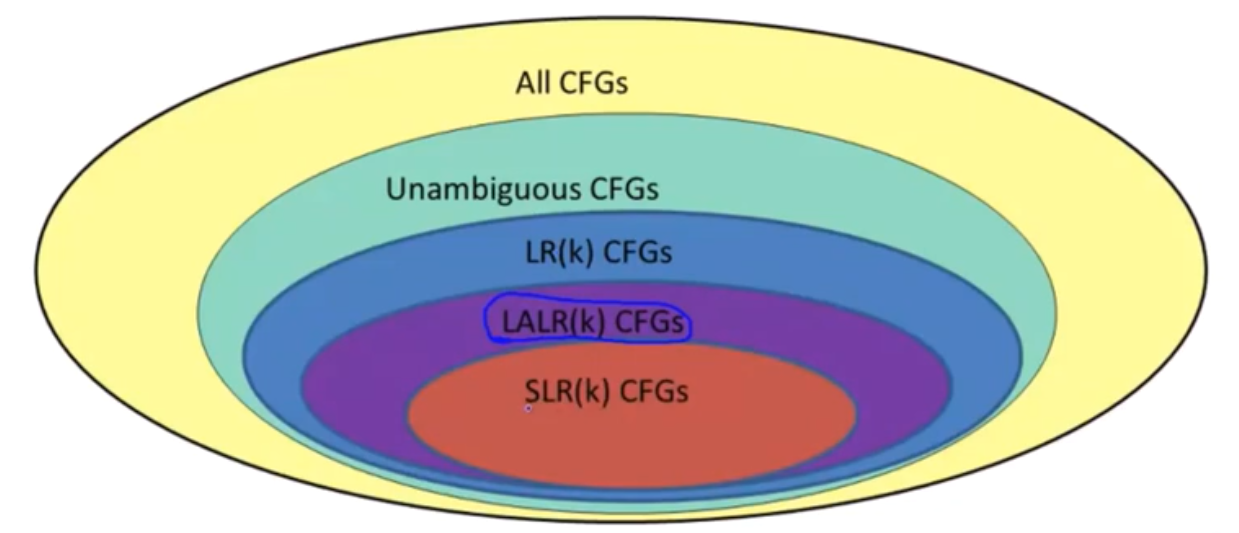 All CFGs
Unambiguous CFGs
LR(k) CFGs
LALR(k) CFGs
SLR(k) CFGs